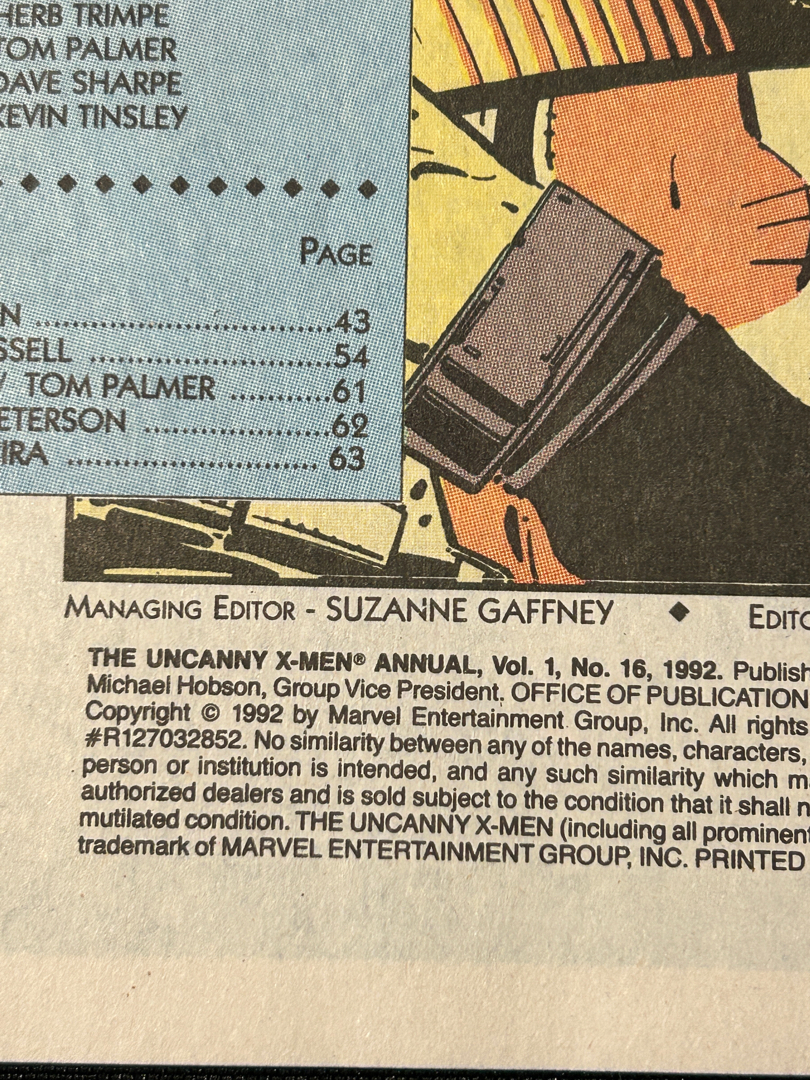 HERB TRIMPE
TOM PALMER
DAVE SHARPE
KEVIN TINSLEY
PAGE
N ........................................43
SSELL ................................54
/ TOM PALMER ............61
ETERSON ........................62
IRA .................................... 63
MANAGING EDITOR - SUZANNE GAFFNEY ◆ EDITO
THE UNCANNY X-MEN® ANNUAL, Vol. 1, No. 16, 1992. Publish
Michael Hobson, Group Vice President. OFFICE OF PUBLICATION
Copyright © 1992 by Marvel Entertainment Group, Inc. All rights
#R127032852. No similarity between any of the names, characters,
person or institution is intended, and any such similarity which m
authorized dealers and is sold subject to the condition that it shall n
mutilated condition. THE UNCANNY X-MEN (including all prominent
trademark of MARVEL ENTERTAINMENT GROUP, INC. PRINTED